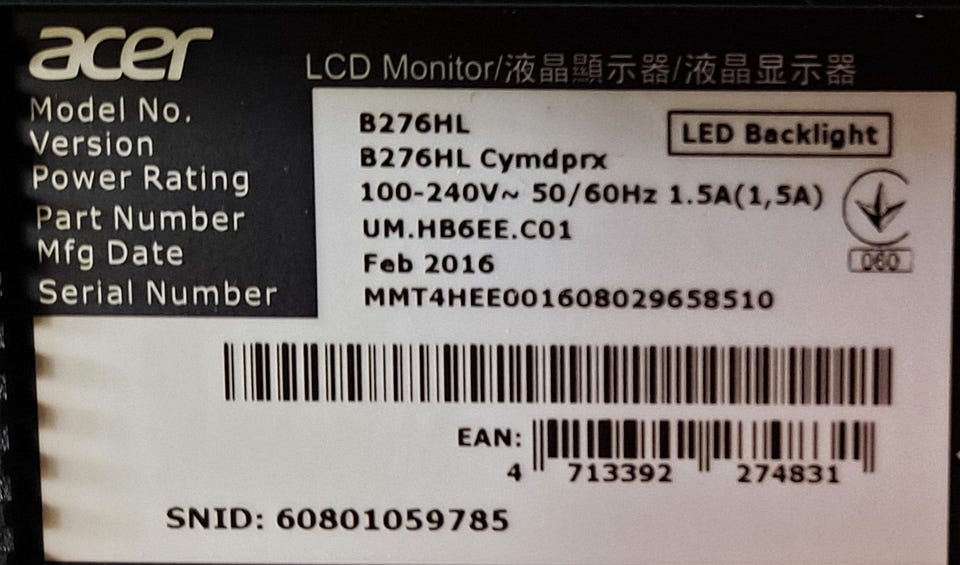 acer
LCD Monitor/液晶顯示器/液晶显示器
Model No. B276HL
LED Backlight
Version B276HL Cymdprx
Power Rating 100-240V~ 50/60Hz 1.5A(1,5A)
Part Number UM.HB6EE.C01
Mfg Date Feb 2016
060
Serial Number MMT4HEE001608029658510
EAN:
4 713392 274831
SNID: 60801059785